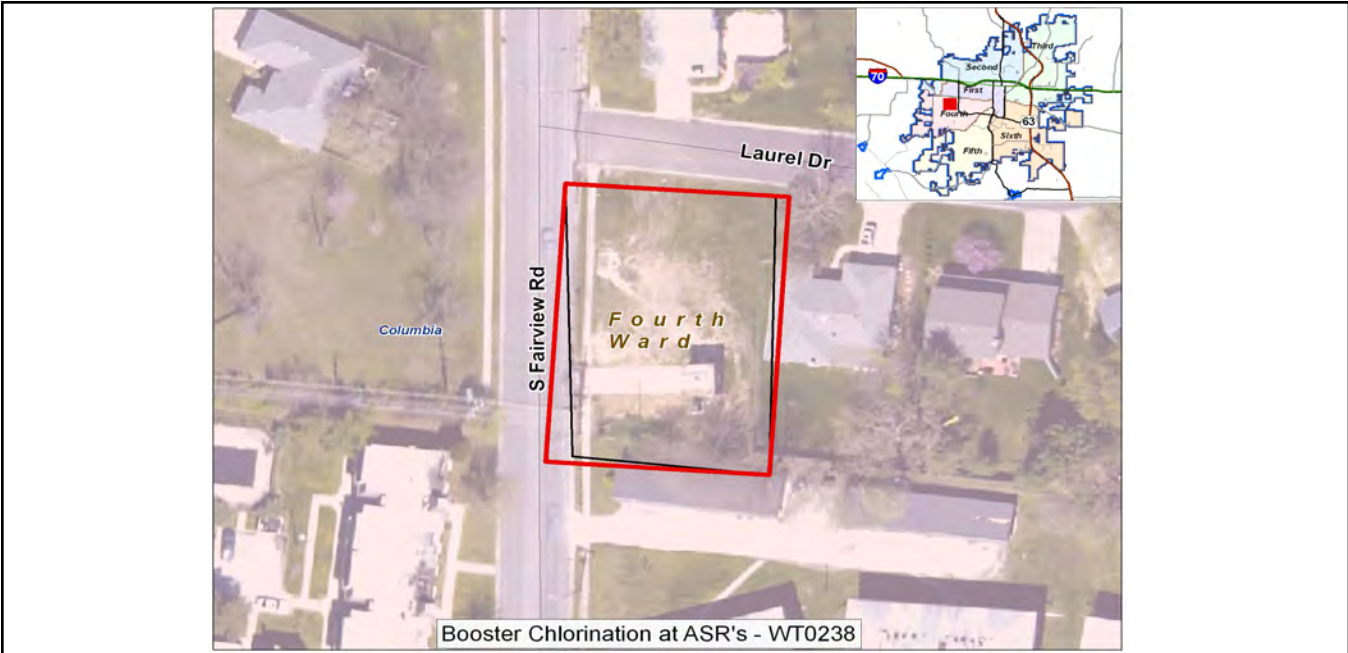 Third
Second
70
First
Fourth
63
Sixth
Fifth
Laurel Dr
S Fairview Rd
Fourth
Ward
Columbia
Booster Chlorination at ASR's - WT0238